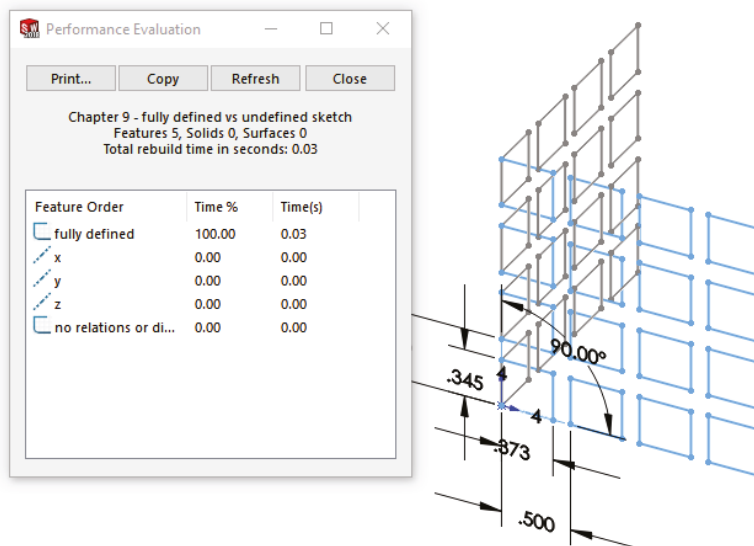 Performance Evaluation
Print... Copy Refresh Close
Chapter 9 - fully defined vs undefined sketch
Features 5, Solids 0, Surfaces 0
Total rebuild time in seconds: 0.03
Feature Order Time % Time(s)
fully defined 100.00 0.03
x 0.00 0.00
y 0.00 0.00
z 0.00 0.00
no relations or di... 0.00 0.00
90.00°
.345
4
4
.373
.500